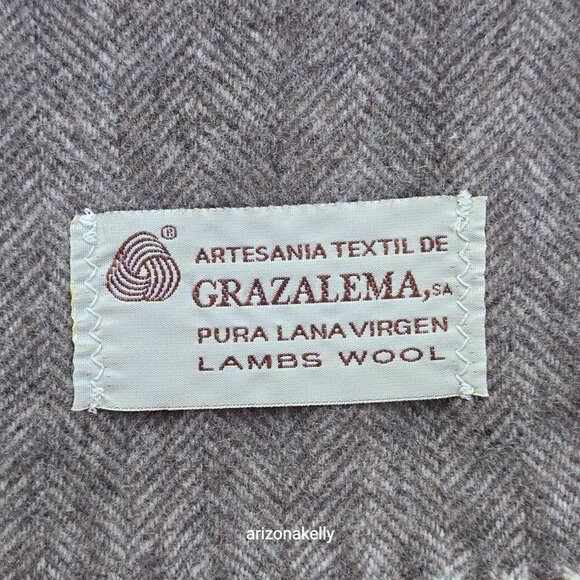 ®
ARTESANIA TEXTIL DE
GRAZALEMA, SA
PURA LANA VIRGEN
LAMBS WOOL
arizonakelly